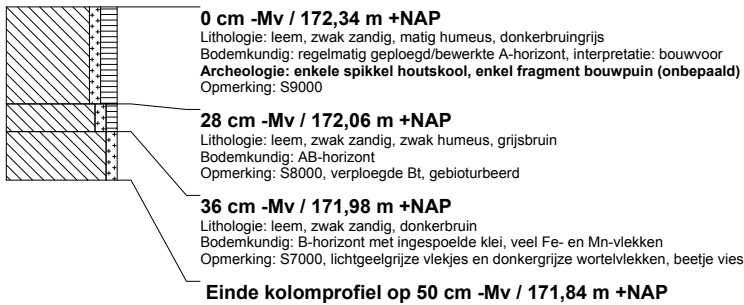 0 cm -Mv / 172,34 m +NAP
Lithologie: leem, zwak zandig, matig humeus, donkerbruingrijs
Bodemkundig: regelmatig geploegd/bewerkte A-horizont, interpretatie: bouwvoor
Archeologie: enkele spikkel houtskool, enkel fragment bouwpuin (onbepaald)
Opmerking: S9000
28 cm -Mv / 172,06 m +NAP
Lithologie: leem, zwak zandig, zwak humeus, grijsbruin
Bodemkundig: AB-horizont
Opmerking: S8000, verploegde Bt, gebioturbeerd
36 cm -Mv / 171,98 m +NAP
Lithologie: leem, zwak zandig, donkerbruin
Bodemkundig: B-horizont met ingespoelde klei, veel Fe- en Mn-vlekken
Opmerking: S7000, lichtgeelgrijze vlekjes en donkergrijze wortelvlekken, beetje vies
Einde kolomprofiel op 50 cm -Mv / 171,84 m +NAP